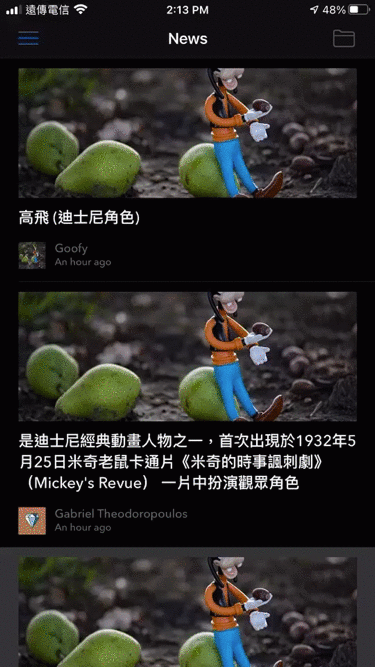 遠傳電信
2:13 PM
48%
News
高飛 (迪士尼角色)
Goofy
An hour ago
是迪士尼經典動畫人物之一，首次出現於1932年5
月25日米奇老鼠卡通片《米奇的時事諷刺劇》
（Mickey's Revue） 一片中扮演觀眾角色
Gabriel Theodoropoulos
An hour ago